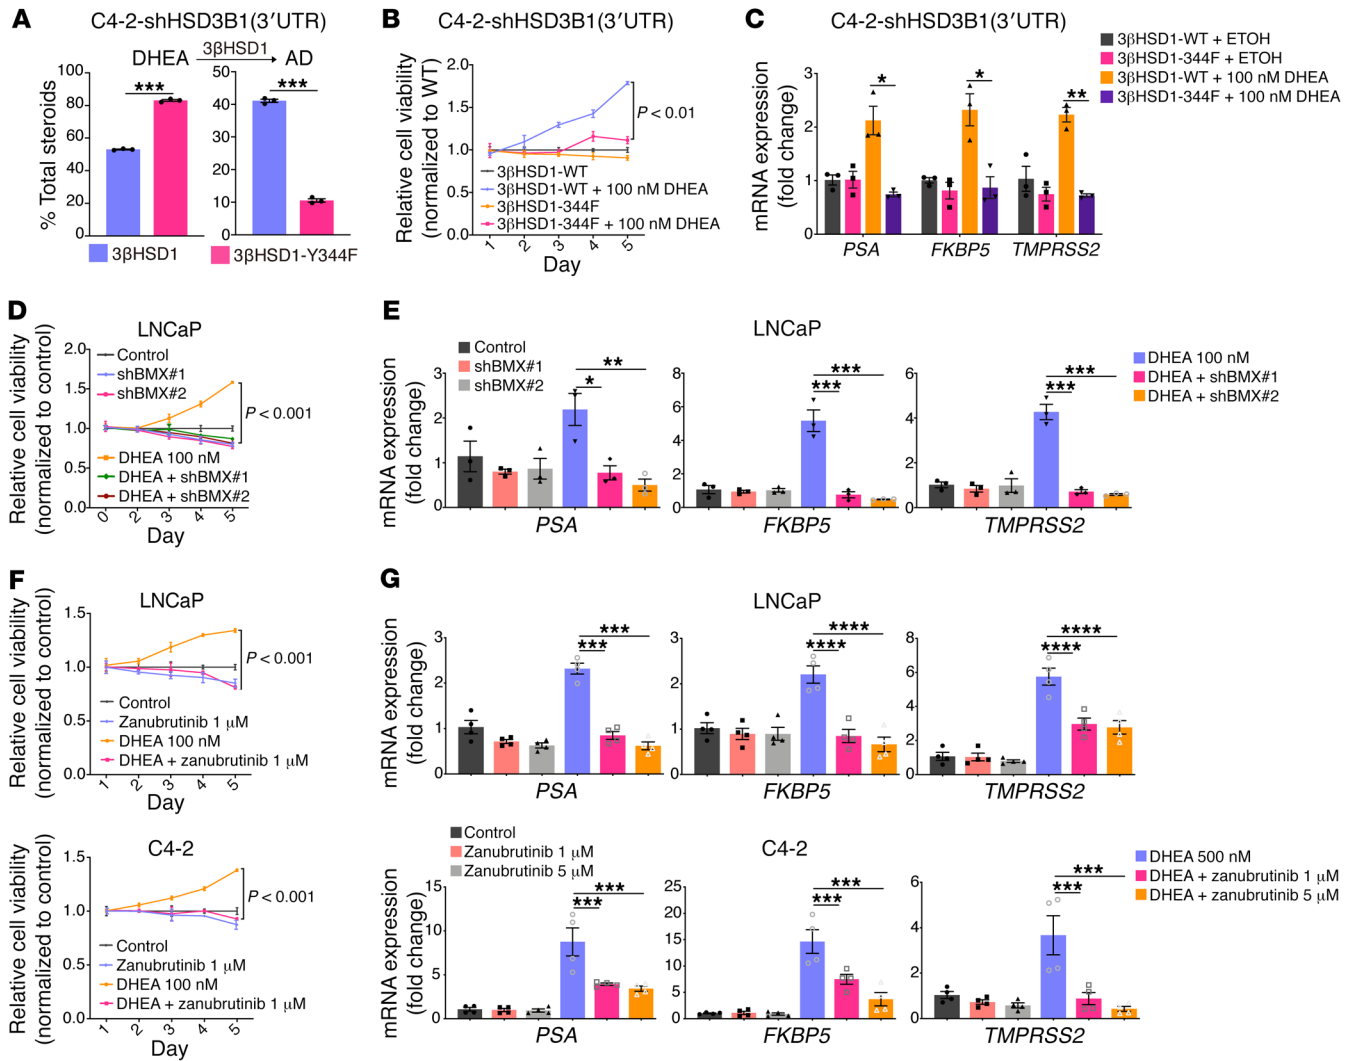 A
C4-2-shHSD3B1(3′UTR)
DHEA 3βHSD1 AD
% Total steroids
100
80
60
40
20
0
***
50
40
30
20
10
0
***
3βHSD1
3βHSD1-Y344F
B
C4-2-shHSD3B1(3′UTR)
Relative cell viability
(normalized to WT)
2.0
1.5
1.0
0.5
0.0
P < 0.01
3βHSD1-WT
3βHSD1-WT + 100 nM DHEA
3βHSD1-344F
3βHSD1-344F + 100 nM DHEA
1 2 3 4 5
Day
C
C4-2-shHSD3B1(3′UTR)
3βHSD1-WT + ETOH
3βHSD1-344F + ETOH
3βHSD1-WT + 100 nM DHEA
3βHSD1-344F + 100 nM DHEA
mRNA expression
(fold change)
3
2
1
0
* * **
PSA FKBP5 TMPRSS2
D
LNCaP
Relative cell viability
(normalized to control)
2.0
1.5
1.0
0.5
0.0
Control
shBMX#1
shBMX#2
P < 0.001
DHEA 100 nM
DHEA + shBMX#1
DHEA + shBMX#2
0 2 3 4 5
Day
E
LNCaP
Control
shBMX#1
shBMX#2
DHEA 100 nM
DHEA + shBMX#1
DHEA + shBMX#2
mRNA expression
(fold change)
3
2
1
0
**
*
PSA
8
6
4
2
0
***
***
FKBP5
6
4
2
0
***
***
TMPRSS2
F
LNCaP
Relative cell viability
(normalized to control)
1.5
1.0
0.5
0.0
P < 0.001
Control
Zanubrutinib 1 μM
DHEA 100 nM
DHEA + zanubrutinib 1 μM
1 2 3 4 5
Day
C4-2
Relative cell viability
(normalized to control)
1.5
1.0
0.5
0.0
P < 0.001
Control
Zanubrutinib 1 μM
DHEA 100 nM
DHEA + zanubrutinib 1 μM
1 2 3 4 5
Day
G
LNCaP
mRNA expression
(fold change)
3
2
1
0
***
***
PSA
3
2
1
0
****
****
FKBP5
8
6
4
2
0
****
****
TMPRSS2
Control
Zanubrutinib 1 μM
Zanubrutinib 5 μM
C4-2
DHEA 500 nM
DHEA + zanubrutinib 1 μM
DHEA + zanubrutinib 5 μM
mRNA expression
(fold change)
15
10
5
0
***
***
PSA
25
20
15
10
5
0
***
***
FKBP5
6
4
2
0
***
***
TMPRSS2